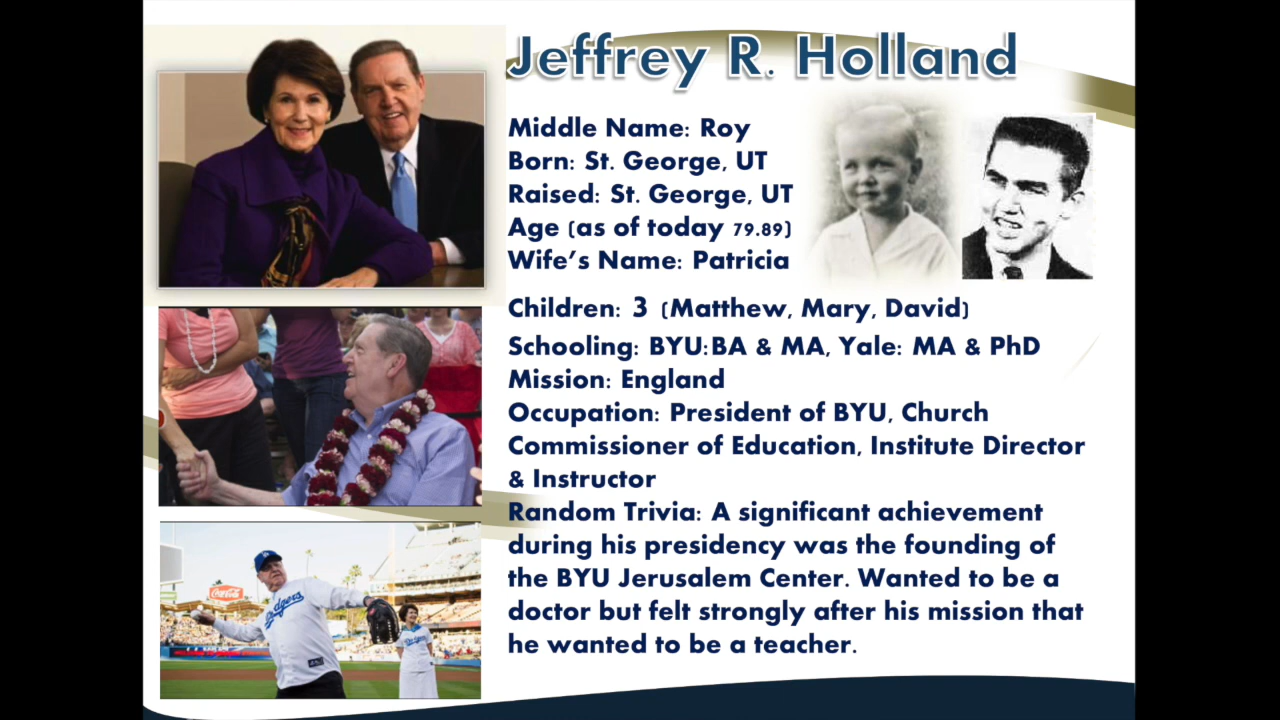 Jeffrey R. Holland
Middle Name: Roy
Born: St. George, UT
Raised: St. George, UT
Age (as of today 79.89)
Wife's Name: Patricia
Children: 3 (Matthew, Mary, David)
Schooling: BYU:BA & MA, Yale: MA & PhD
Mission: England
Occupation: President of BYU, Church
Commissioner of Education, Institute Director
& Instructor
Random Trivia: A significant achievement
during his presidency was the founding of
the BYU Jerusalem Center. Wanted to be a
doctor but felt strongly after his mission that
he wanted to be a teacher.
Coca-Cola
Dodgers